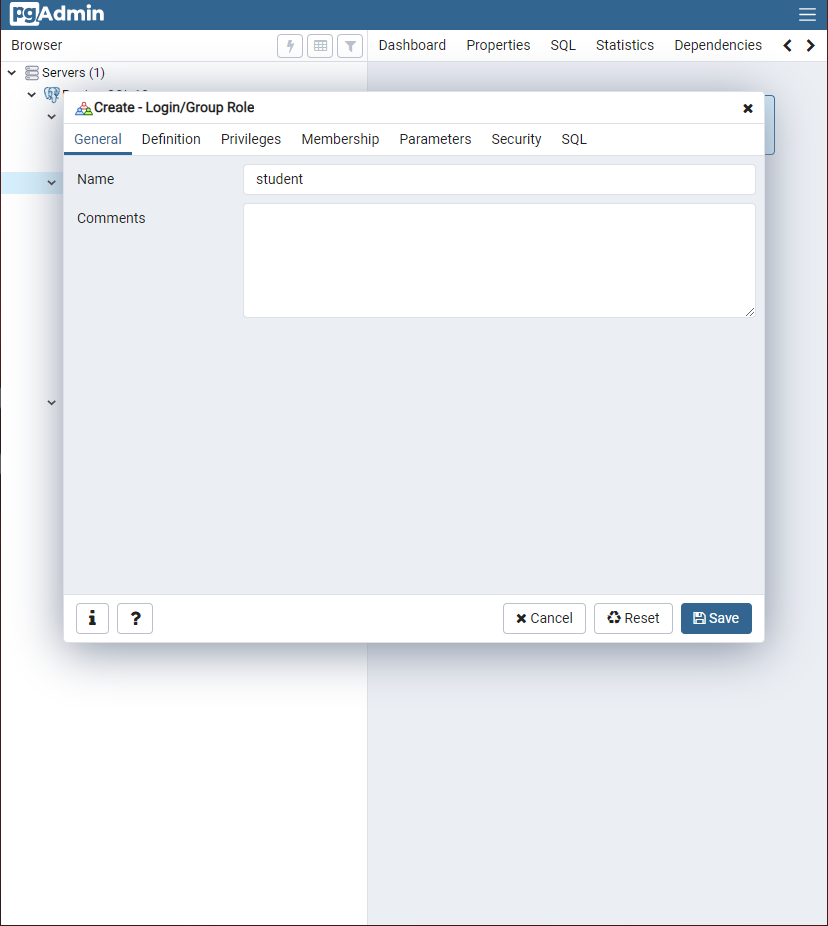 pgAdmin
Browser
Dashboard Properties SQL Statistics Dependencies
Servers (1)
Create - Login/Group Role
General Definition Privileges Membership Parameters Security SQL
Name student
Comments
i ? Cancel Reset Save